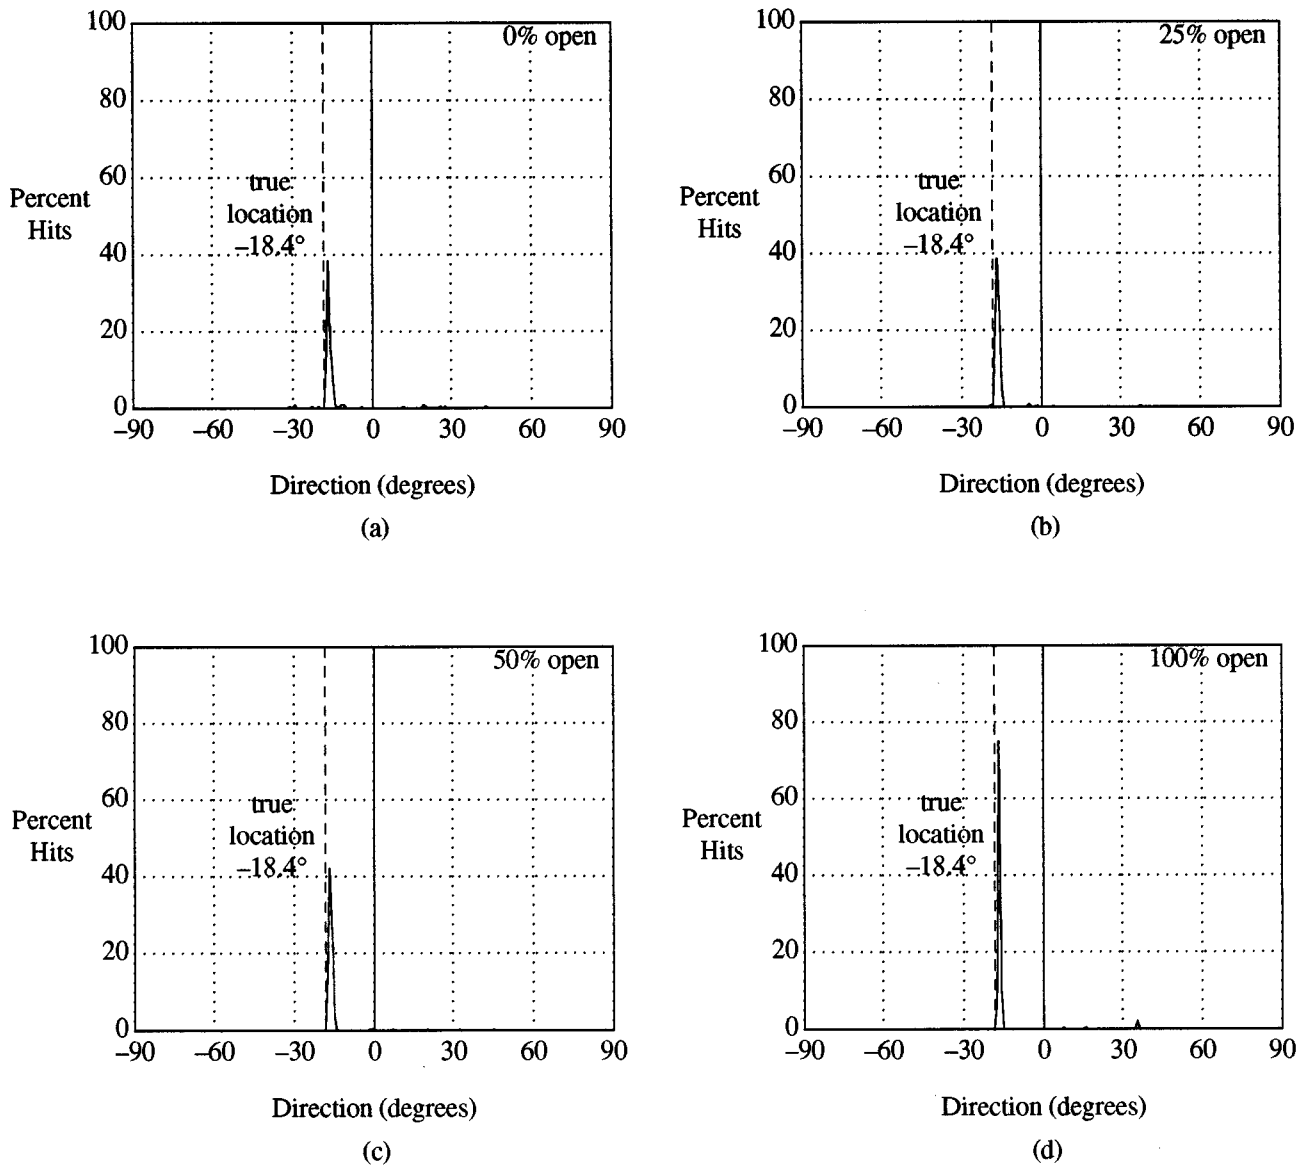 100
0% open
80
60
true
Percent
location
Hits
–18.4°
40
20
0
–90 –60 –30 0 30 60 90
Direction (degrees)
(a)
100
25% open
80
60
true
Percent
location
Hits
–18.4°
40
20
0
–90 –60 –30 0 30 60 90
Direction (degrees)
(b)
100
50% open
80
60
true
Percent
location
Hits
–18.4°
40
20
0
–90 –60 –30 0 30 60 90
Direction (degrees)
(c)
100
100% open
80
60
true
Percent
location
Hits
–18.4°
40
20
0
–90 –60 –30 0 30 60 90
Direction (degrees)
(d)